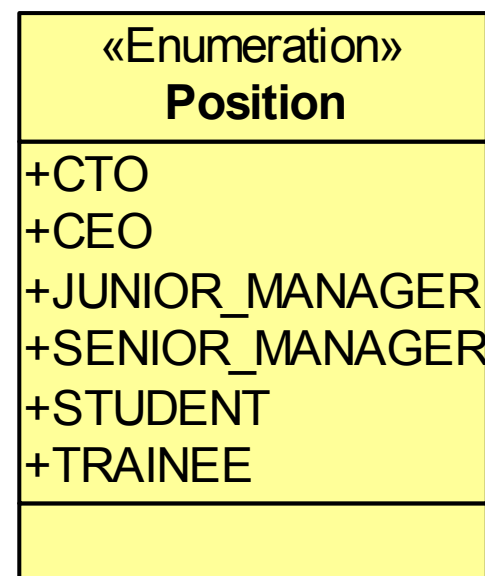 «Enumeration»
Position
+CTO
+CEO
+JUNIOR_MANAGER
+SENIOR_MANAGER
+STUDENT
+TRAINEE